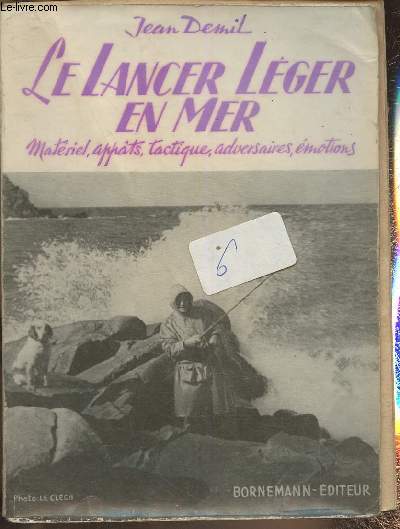 Le-livre.com
Jean Demil
LE LANCER LÉGER
EN MER
Matériel, appâts, tactique, adversaires, émotions
6
Photo: LE CLECH
BORNEMANN-ÉDITEUR